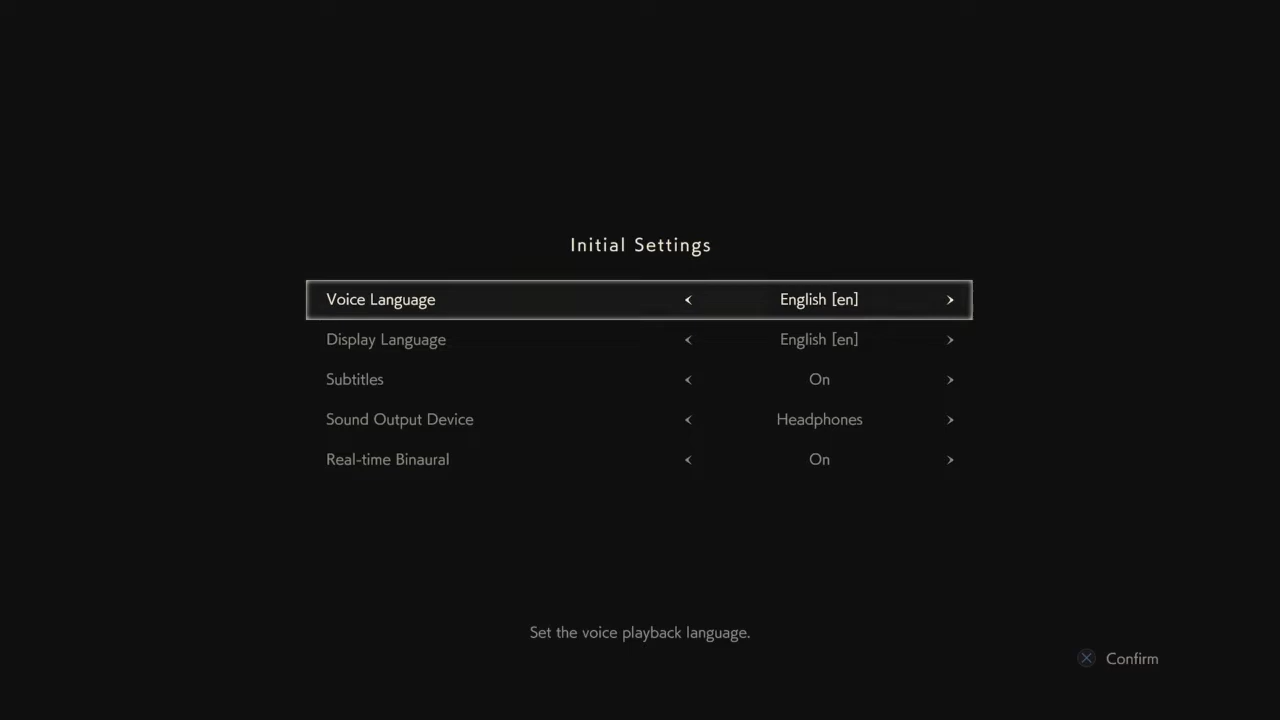 Initial Settings
Voice Language < English [en] >
Display Language < English [en] >
Subtitles < On >
Sound Output Device < Headphones >
Real-time Binaural < On >
Set the voice playback language.
Confirm